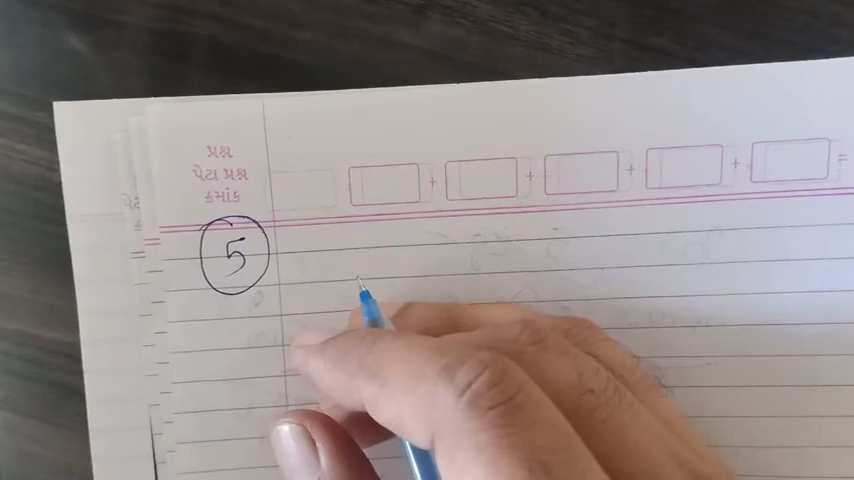 પ્રશ્ન
પેટા પ્રશ્ન
ક્રમાંક
+ + + + =
5